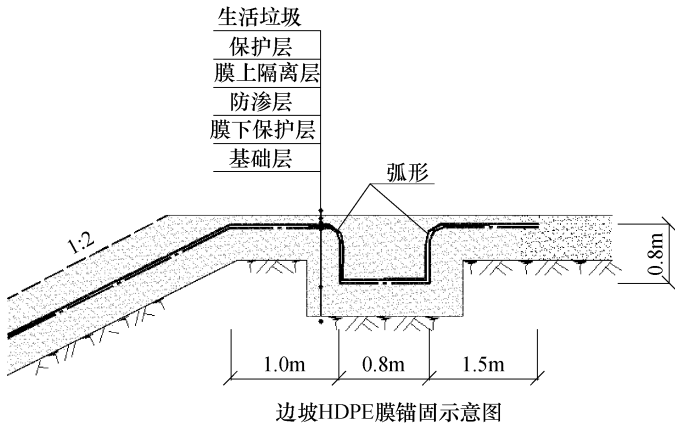 生活垃圾
保护层
膜上隔离层
防渗层
膜下保护层
基础层
弧形
1:2
0.8m
1.0m
0.8m
1.5m
边坡HDPE膜锚固示意图